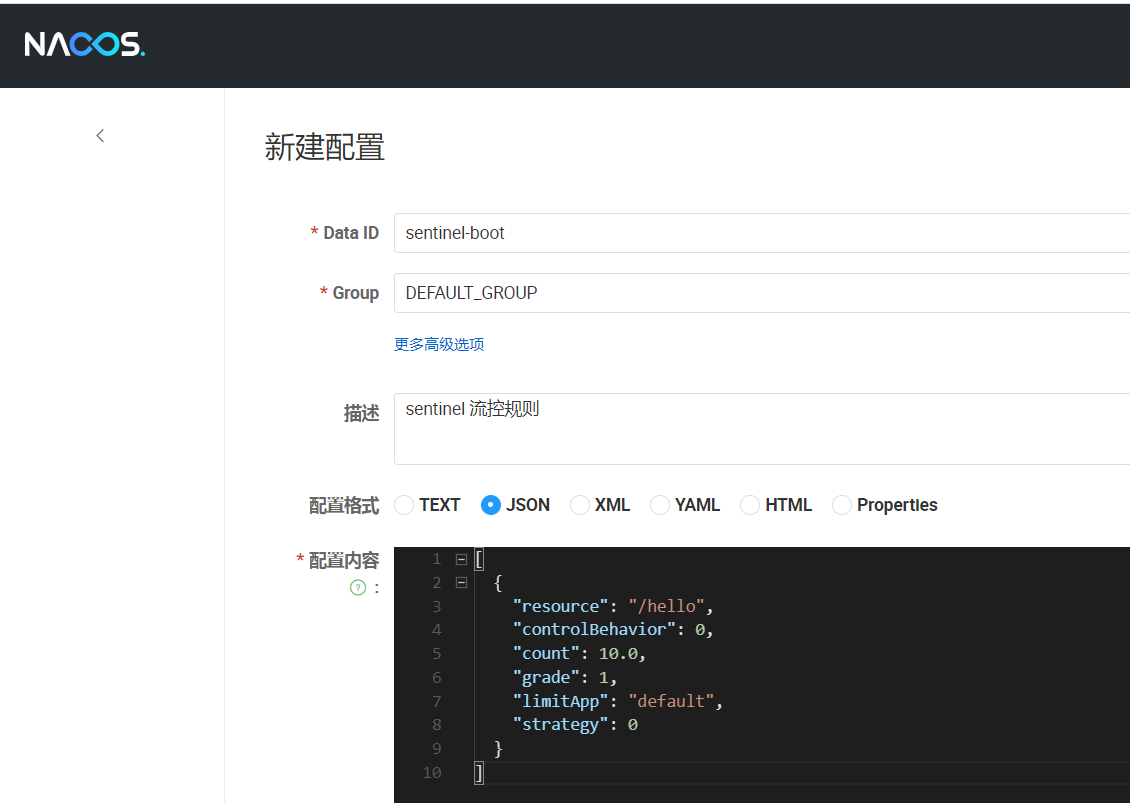 NACOS.
新建配置
* Data ID sentinel-boot
* Group DEFAULT_GROUP
更多高级选项
描述 sentinel 流控规则
配置格式 TEXT JSON XML YAML HTML Properties
* 配置内容 ? :
1 [
2 {
3 "resource": "/hello",
4 "controlBehavior": 0,
5 "count": 10.0,
6 "grade": 1,
7 "limitApp": "default",
8 "strategy": 0
9 }
10 ]